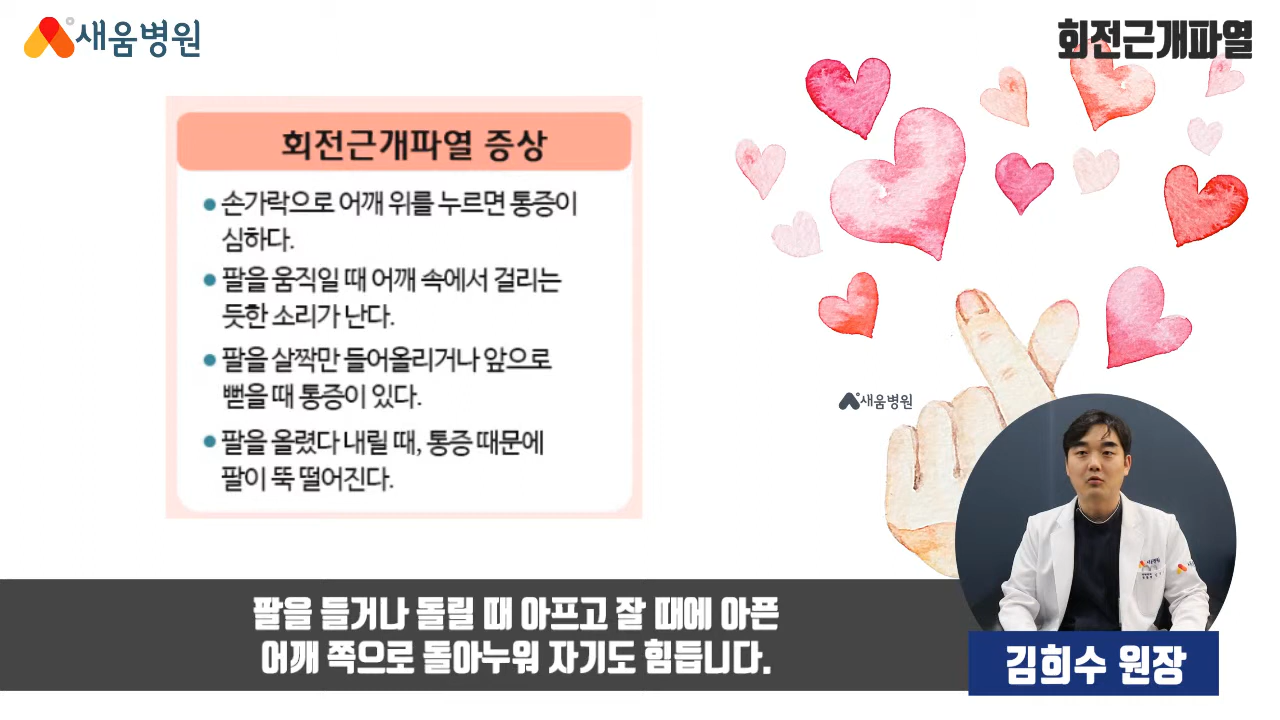 새움병원
회전근개파열
회전근개파열 증상
손가락으로 어깨 위를 누르면 통증이
심하다.
팔을 움직일 때 어깨 속에서 걸리는
듯한 소리가 난다.
팔을 살짝만 들어올리거나 앞으로
뻗을 때 통증이 있다.
팔을 올렸다 내릴 때, 통증 때문에
팔이 뚝 떨어진다.
새움병원
팔을 들거나 돌릴 때 아프고 잘 때에 아픈
어깨 쪽으로 돌아누워 자기도 힘듭니다.
김희수 원장